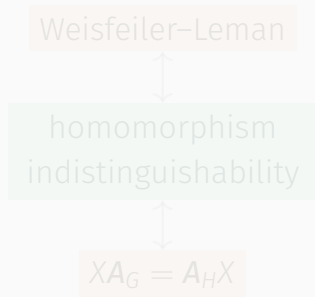 Weisfeiler–Leman
homomorphism
indistinguishability
XA_G = A_HX